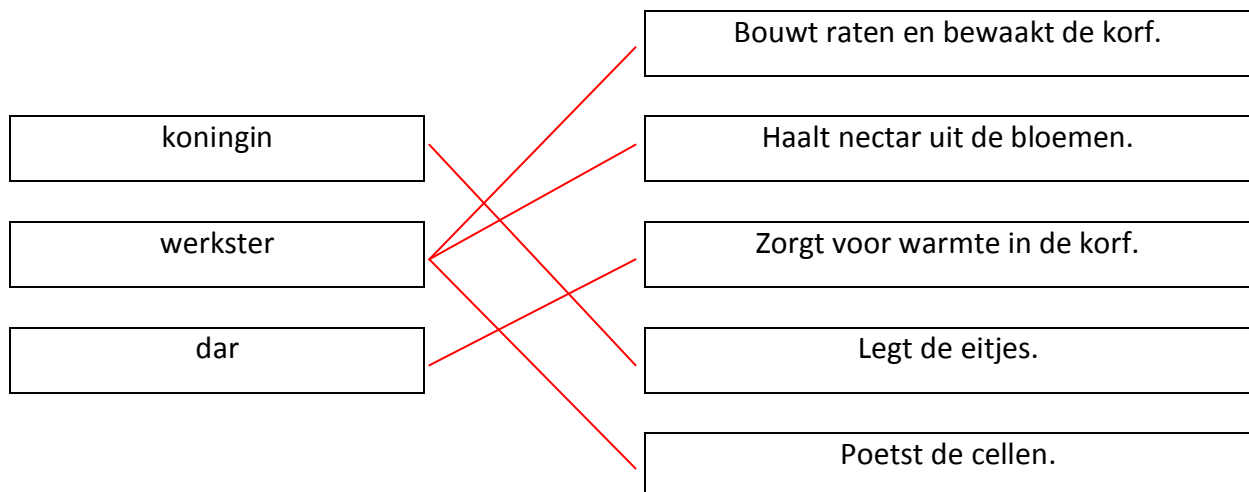 koningin
werkster
dar
Bouwt raten en bewaakt de korf.
Haalt nectar uit de bloemen.
Zorgt voor warmte in de korf.
Legt de eitjes.
Poetst de cellen.